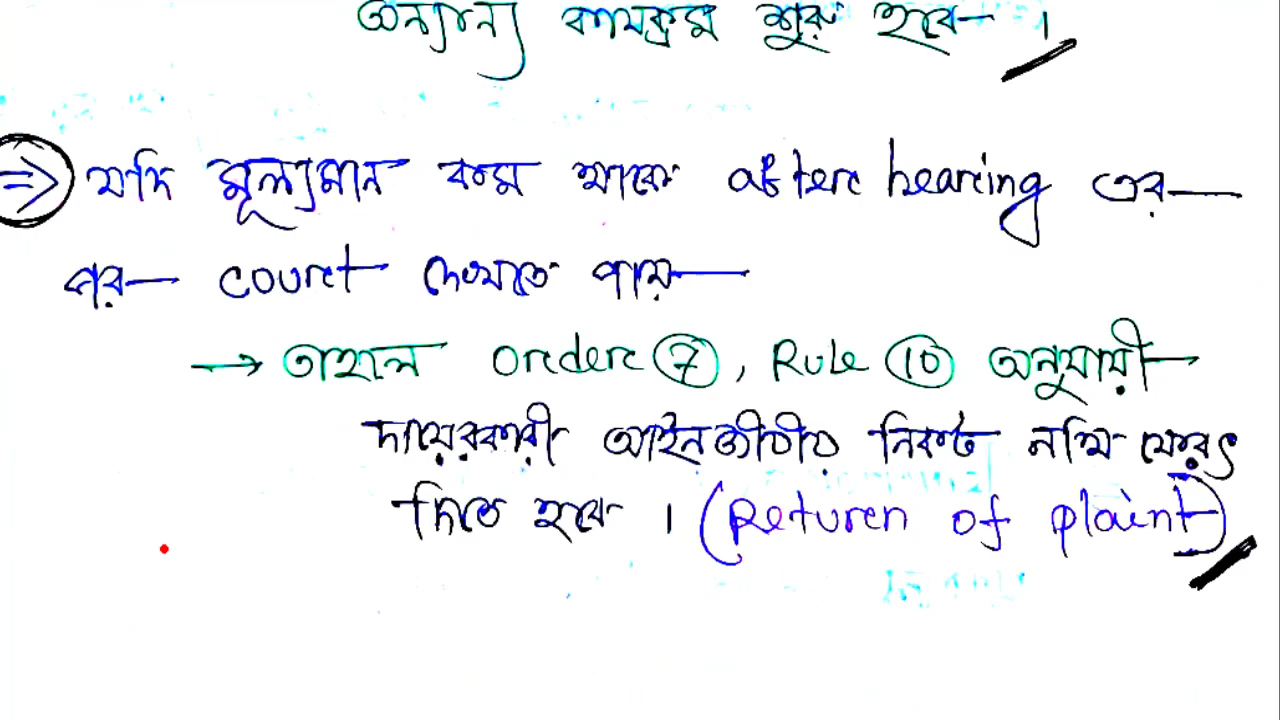 অন্যান্য কার্যক্রম শুরু হবে ।
⇒ যদি মূল্যমান কম থাকে after hearing এর
পর court দেখতে পায়
→ তাহলে Order 7, Rule 10 অনুযায়ী
দায়েরকারী আইনজীবীর নিকট নথি ফেরৎ
দিতে হবে । (Return of plaint)